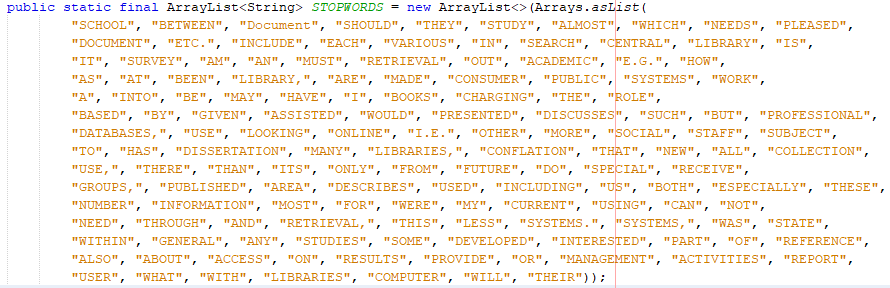 public static final ArrayList<String> STOPWORDS = new ArrayList<>(Arrays.asList(
"SCHOOL", "BETWEEN", "Document", "SHOULD", "THEY", "STUDY", "ALMOST", "WHICH", "NEEDS", "PLEASED",
"DOCUMENT", "ETC.", "INCLUDE", "EACH", "VARIOUS", "IN", "SEARCH", "CENTRAL", "LIBRARY", "IS",
"IT", "SURVEY", "AM", "AN", "MUST", "RETRIEVAL", "OUT", "ACADEMIC", "E.G.", "HOW",
"AS", "AT", "BEEN", "LIBRARY,", "ARE", "MADE", "CONSUMER", "PUBLIC", "SYSTEMS", "WORK"
"A", "INTO", "BE", "MAY", "HAVE", "I", "BOOKS", "CHARGING", "THE", "ROLE",
"BASED", "BY", "GIVEN", "ASSISTED", "WOULD", "PRESENTED", "DISCUSSES", "SUCH", "BUT", "PROFESSIONAL",
"DATABASES,", "USE", "LOOKING", "ONLINE", "I.E.", "OTHER", "MORE", "SOCIAL", "STAFF", "SUBJECT",
"TO", "HAS", "DISSERTATION", "MANY", "LIBRARIES,", "CONFLATION", "THAT", "NEW", "ALL", "COLLECTION",
"USE,", "THERE", "THAN", "ITS", "ONLY", "FROM", "FUTURE", "DO", "SPECIAL", "RECEIVE",
"GROUPS,", "PUBLISHED", "AREA", "DESCRIBES", "USED", "INCLUDING", "US", "BOTH", "ESPECIALLY", "THESE",
"NUMBER", "INFORMATION", "MOST", "FOR", "WERE", "MY", "CURRENT", "USING", "CAN", "NOT",
"NEED", "THROUGH", "AND", "RETRIEVAL,", "THIS", "LESS", "SYSTEMS.", "SYSTEMS,", "WAS", "STATE",
"WITHIN", "GENERAL", "ANY", "STUDIES", "SOME", "DEVELOPED", "INTERESTED", "PART", "OF", "REFERENCE",
"ALSO", "ABOUT", "ACCESS", "ON", "RESULTS", "PROVIDE", "OR", "MANAGEMENT", "ACTIVITIES", "REPORT",
"USER", "WHAT", "WITH", "LIBRARIES", "COMPUTER", "WILL", "THEIR"));